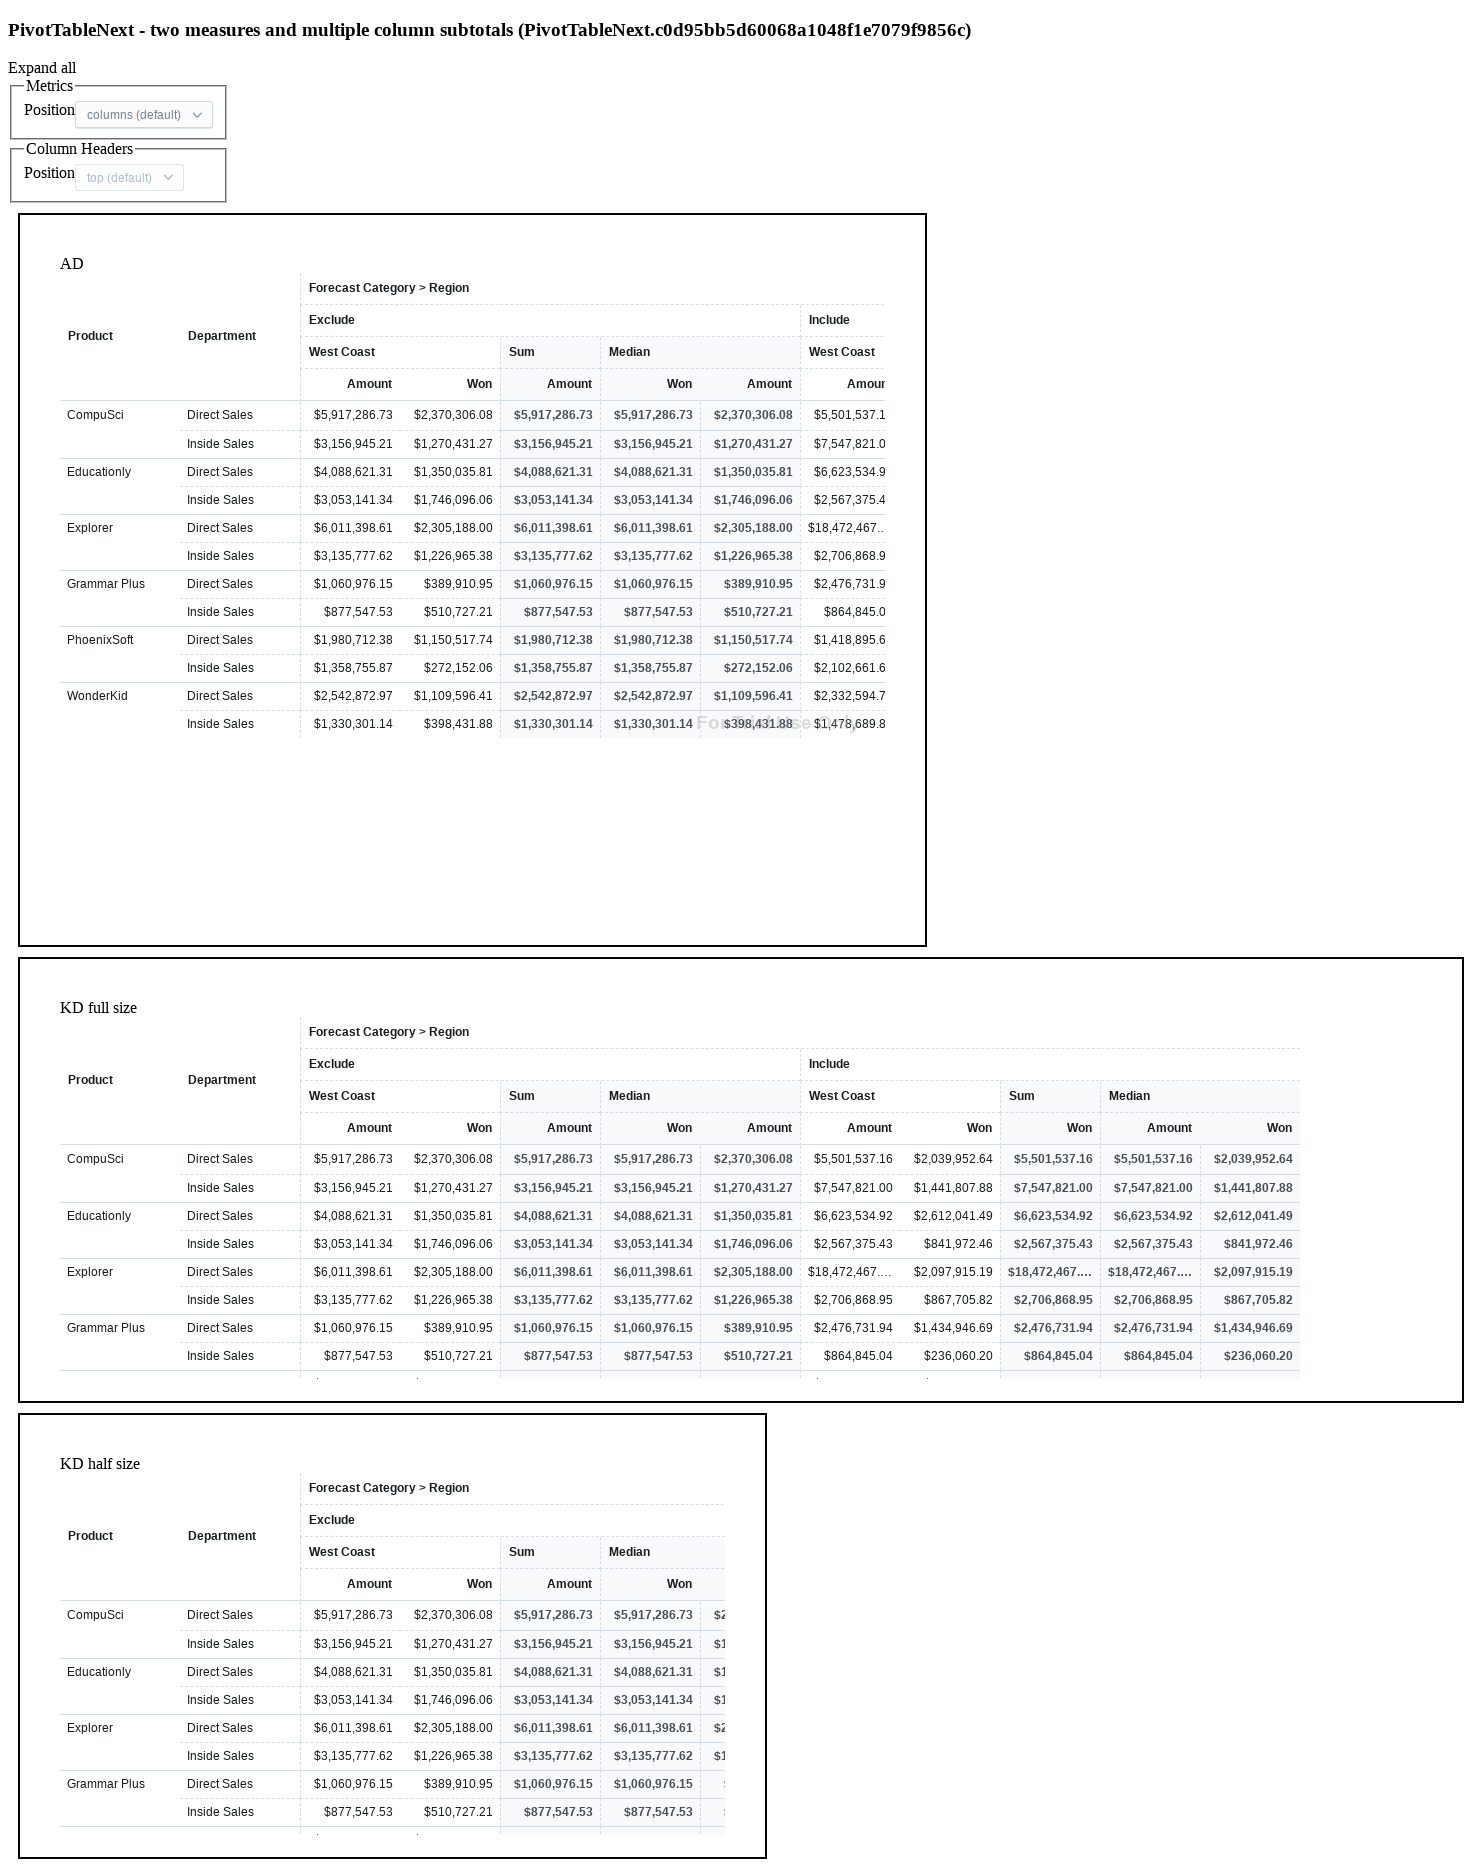 PivotTableNext - two measures and multiple column subtotals (PivotTableNext.c0d95bb5d60068a1048f1e7079f9856c)
Expand all
Metrics
Position columns (default)
Column Headers
Position top (default)
AD
Forecast Category > Region
Exclude Include
Product Department
West Coast Sum Median West Coast
Amount Won Amount Won Amount
CompuSci Direct Sales $5,917,286.73 $2,370,306.08 $5,917,286.73 $5,917,286.73 $2,370,306.08 $5,501,537.1
Inside Sales $3,156,945.21 $1,270,431.27 $3,156,945.21 $3,156,945.21 $1,270,431.27 $7,547,821.0
Educationly Direct Sales $4,088,621.31 $1,350,035.81 $4,088,621.31 $4,088,621.31 $1,350,035.81 $6,623,534.9
Inside Sales $3,053,141.34 $1,746,096.06 $3,053,141.34 $3,053,141.34 $1,746,096.06 $2,567,375.4
Explorer Direct Sales $6,011,398.61 $2,305,188.00 $6,011,398.61 $6,011,398.61 $2,305,188.00 $18,472,467...
Inside Sales $3,135,777.62 $1,226,965.38 $3,135,777.62 $3,135,777.62 $1,226,965.38 $2,706,868.9
Grammar Plus Direct Sales $1,060,976.15 $389,910.95 $1,060,976.15 $1,060,976.15 $389,910.95 $2,476,731.9
Inside Sales $877,547.53 $510,727.21 $877,547.53 $877,547.53 $510,727.21 $864,845.0
PhoenixSoft Direct Sales $1,980,712.38 $1,150,517.74 $1,980,712.38 $1,980,712.38 $1,150,517.74 $1,418,895.6
Inside Sales $1,358,755.87 $272,152.06 $1,358,755.87 $1,358,755.87 $272,152.06 $2,102,661.6
WonderKid Direct Sales $2,542,872.97 $1,109,596.41 $2,542,872.97 $2,542,872.97 $1,109,596.41 $2,332,594.7
Inside Sales $1,330,301.14 $398,431.88 $1,330,301.14 $1,330,301.14 $398,431.88 $1,478,689.8
For Trial Use Only
KD full size
Forecast Category > Region
Exclude Include
Product Department
West Coast Sum Median West Coast Sum Median
Amount Won Amount Won Amount Amount Won Won Amount Won
CompuSci Direct Sales $5,917,286.73 $2,370,306.08 $5,917,286.73 $5,917,286.73 $2,370,306.08 $5,501,537.16 $2,039,952.64 $5,501,537.16 $5,501,537.16 $2,039,952.64
Inside Sales $3,156,945.21 $1,270,431.27 $3,156,945.21 $3,156,945.21 $1,270,431.27 $7,547,821.00 $1,441,807.88 $7,547,821.00 $7,547,821.00 $1,441,807.88
Educationly Direct Sales $4,088,621.31 $1,350,035.81 $4,088,621.31 $4,088,621.31 $1,350,035.81 $6,623,534.92 $2,612,041.49 $6,623,534.92 $6,623,534.92 $2,612,041.49
Inside Sales $3,053,141.34 $1,746,096.06 $3,053,141.34 $3,053,141.34 $1,746,096.06 $2,567,375.43 $841,972.46 $2,567,375.43 $2,567,375.43 $841,972.46
Explorer Direct Sales $6,011,398.61 $2,305,188.00 $6,011,398.61 $6,011,398.61 $2,305,188.00 $18,472,467.... $2,097,915.19 $18,472,467.... $18,472,467.... $2,097,915.19
Inside Sales $3,135,777.62 $1,226,965.38 $3,135,777.62 $3,135,777.62 $1,226,965.38 $2,706,868.95 $867,705.82 $2,706,868.95 $2,706,868.95 $867,705.82
Grammar Plus Direct Sales $1,060,976.15 $389,910.95 $1,060,976.15 $1,060,976.15 $389,910.95 $2,476,731.94 $1,434,946.69 $2,476,731.94 $2,476,731.94 $1,434,946.69
Inside Sales $877,547.53 $510,727.21 $877,547.53 $877,547.53 $510,727.21 $864,845.04 $236,060.20 $864,845.04 $864,845.04 $236,060.20
KD half size
Forecast Category > Region
Exclude
Product Department
West Coast Sum Median
Amount Won Amount Won
CompuSci Direct Sales $5,917,286.73 $2,370,306.08 $5,917,286.73 $5,917,286.73 $2
Inside Sales $3,156,945.21 $1,270,431.27 $3,156,945.21 $3,156,945.21 $1
Educationly Direct Sales $4,088,621.31 $1,350,035.81 $4,088,621.31 $4,088,621.31 $1
Inside Sales $3,053,141.34 $1,746,096.06 $3,053,141.34 $3,053,141.34 $1
Explorer Direct Sales $6,011,398.61 $2,305,188.00 $6,011,398.61 $6,011,398.61 $2
Inside Sales $3,135,777.62 $1,226,965.38 $3,135,777.62 $3,135,777.62 $1
Grammar Plus Direct Sales $1,060,976.15 $389,910.95 $1,060,976.15 $1,060,976.15
Inside Sales $877,547.53 $510,727.21 $877,547.53 $877,547.53